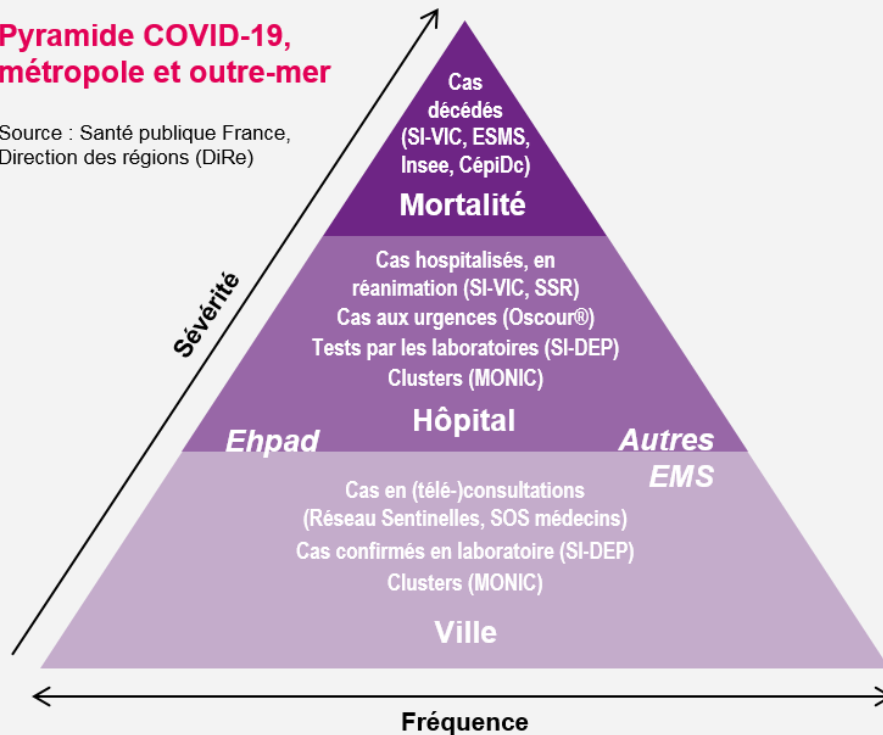 Pyramide COVID-19,
métropole et outre-mer
Source : Santé publique France,
Direction des régions (DiRe)
Sévérité
Cas
décédés
(SI-VIC, ESMS,
Insee, CépiDc)
Mortalité
Cas hospitalisés, en
réanimation (SI-VIC, SSR)
Cas aux urgences (Oscour®)
Tests par les laboratoires (SI-DEP)
Clusters (MONIC)
Hôpital
Ehpad
Autres
EMS
Cas en (télé-)consultations
(Réseau Sentinelles, SOS médecins)
Cas confirmés en laboratoire (SI-DEP)
Clusters (MONIC)
Ville
Fréquence